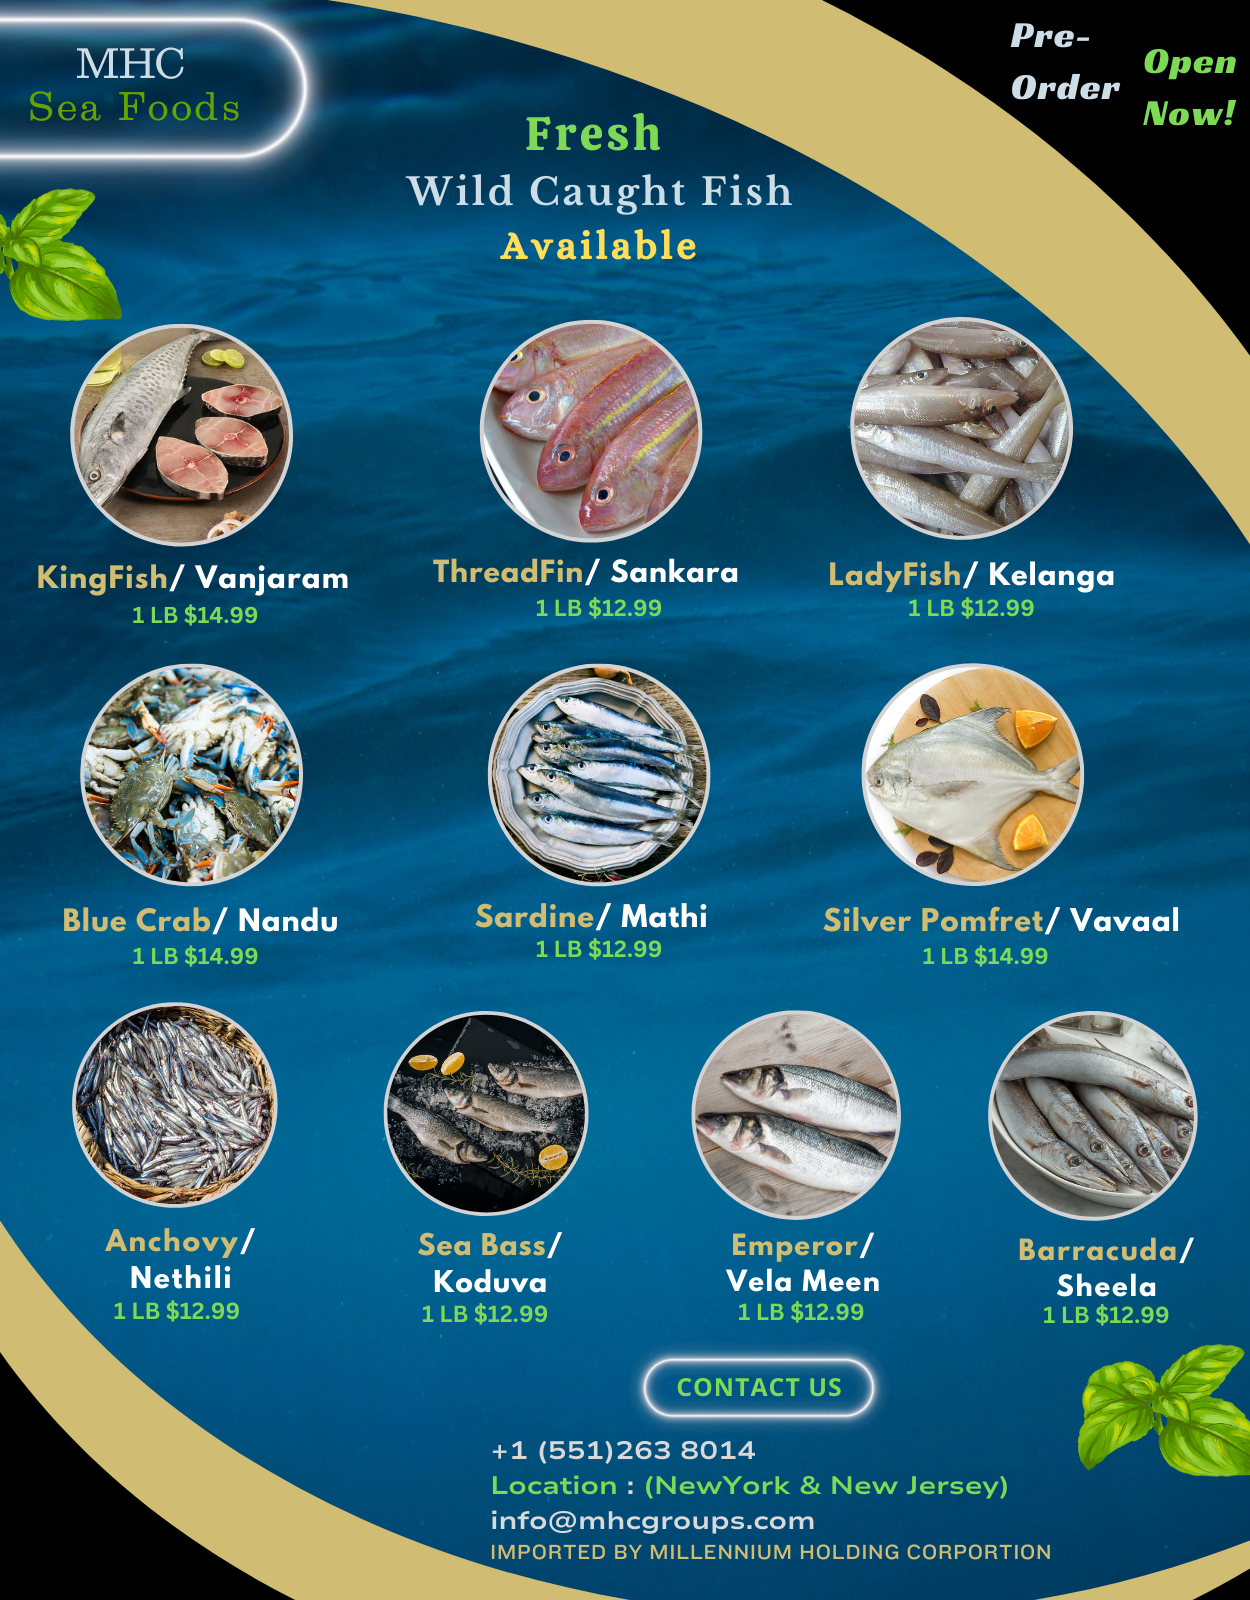 MHC
Sea Foods
Pre-
Order
Open
Now!
Fresh
Wild Caught Fish
Available
KingFish/ Vanjaram
1 LB $14.99
ThreadFin/ Sankara
1 LB $12.99
LadyFish/ Kelanga
1 LB $12.99
Blue Crab/ Nandu
1 LB $14.99
Sardine/ Mathi
1 LB $12.99
Silver Pomfret/ Vavaal
1 LB $14.99
Anchovy/
Nethili
1 LB $12.99
Sea Bass/
Koduva
1 LB $12.99
Emperor/
Vela Meen
1 LB $12.99
Barracuda/
Sheela
1 LB $12.99
CONTACT US
+1 (551)263 8014
Location : (NewYork & New Jersey)
info@mhcgroups.com
IMPORTED BY MILLENNIUM HOLDING CORPORTION